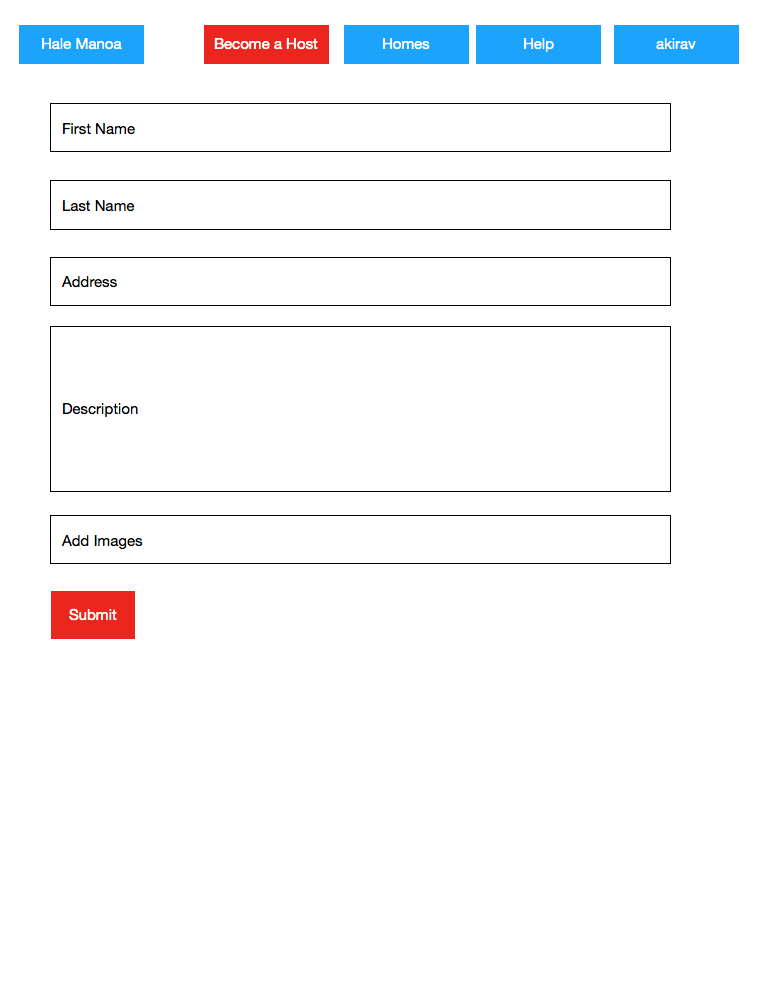 Hale Manoa
Become a Host
Homes
Help
akirav
First Name
Last Name
Address
Description
Add Images
Submit